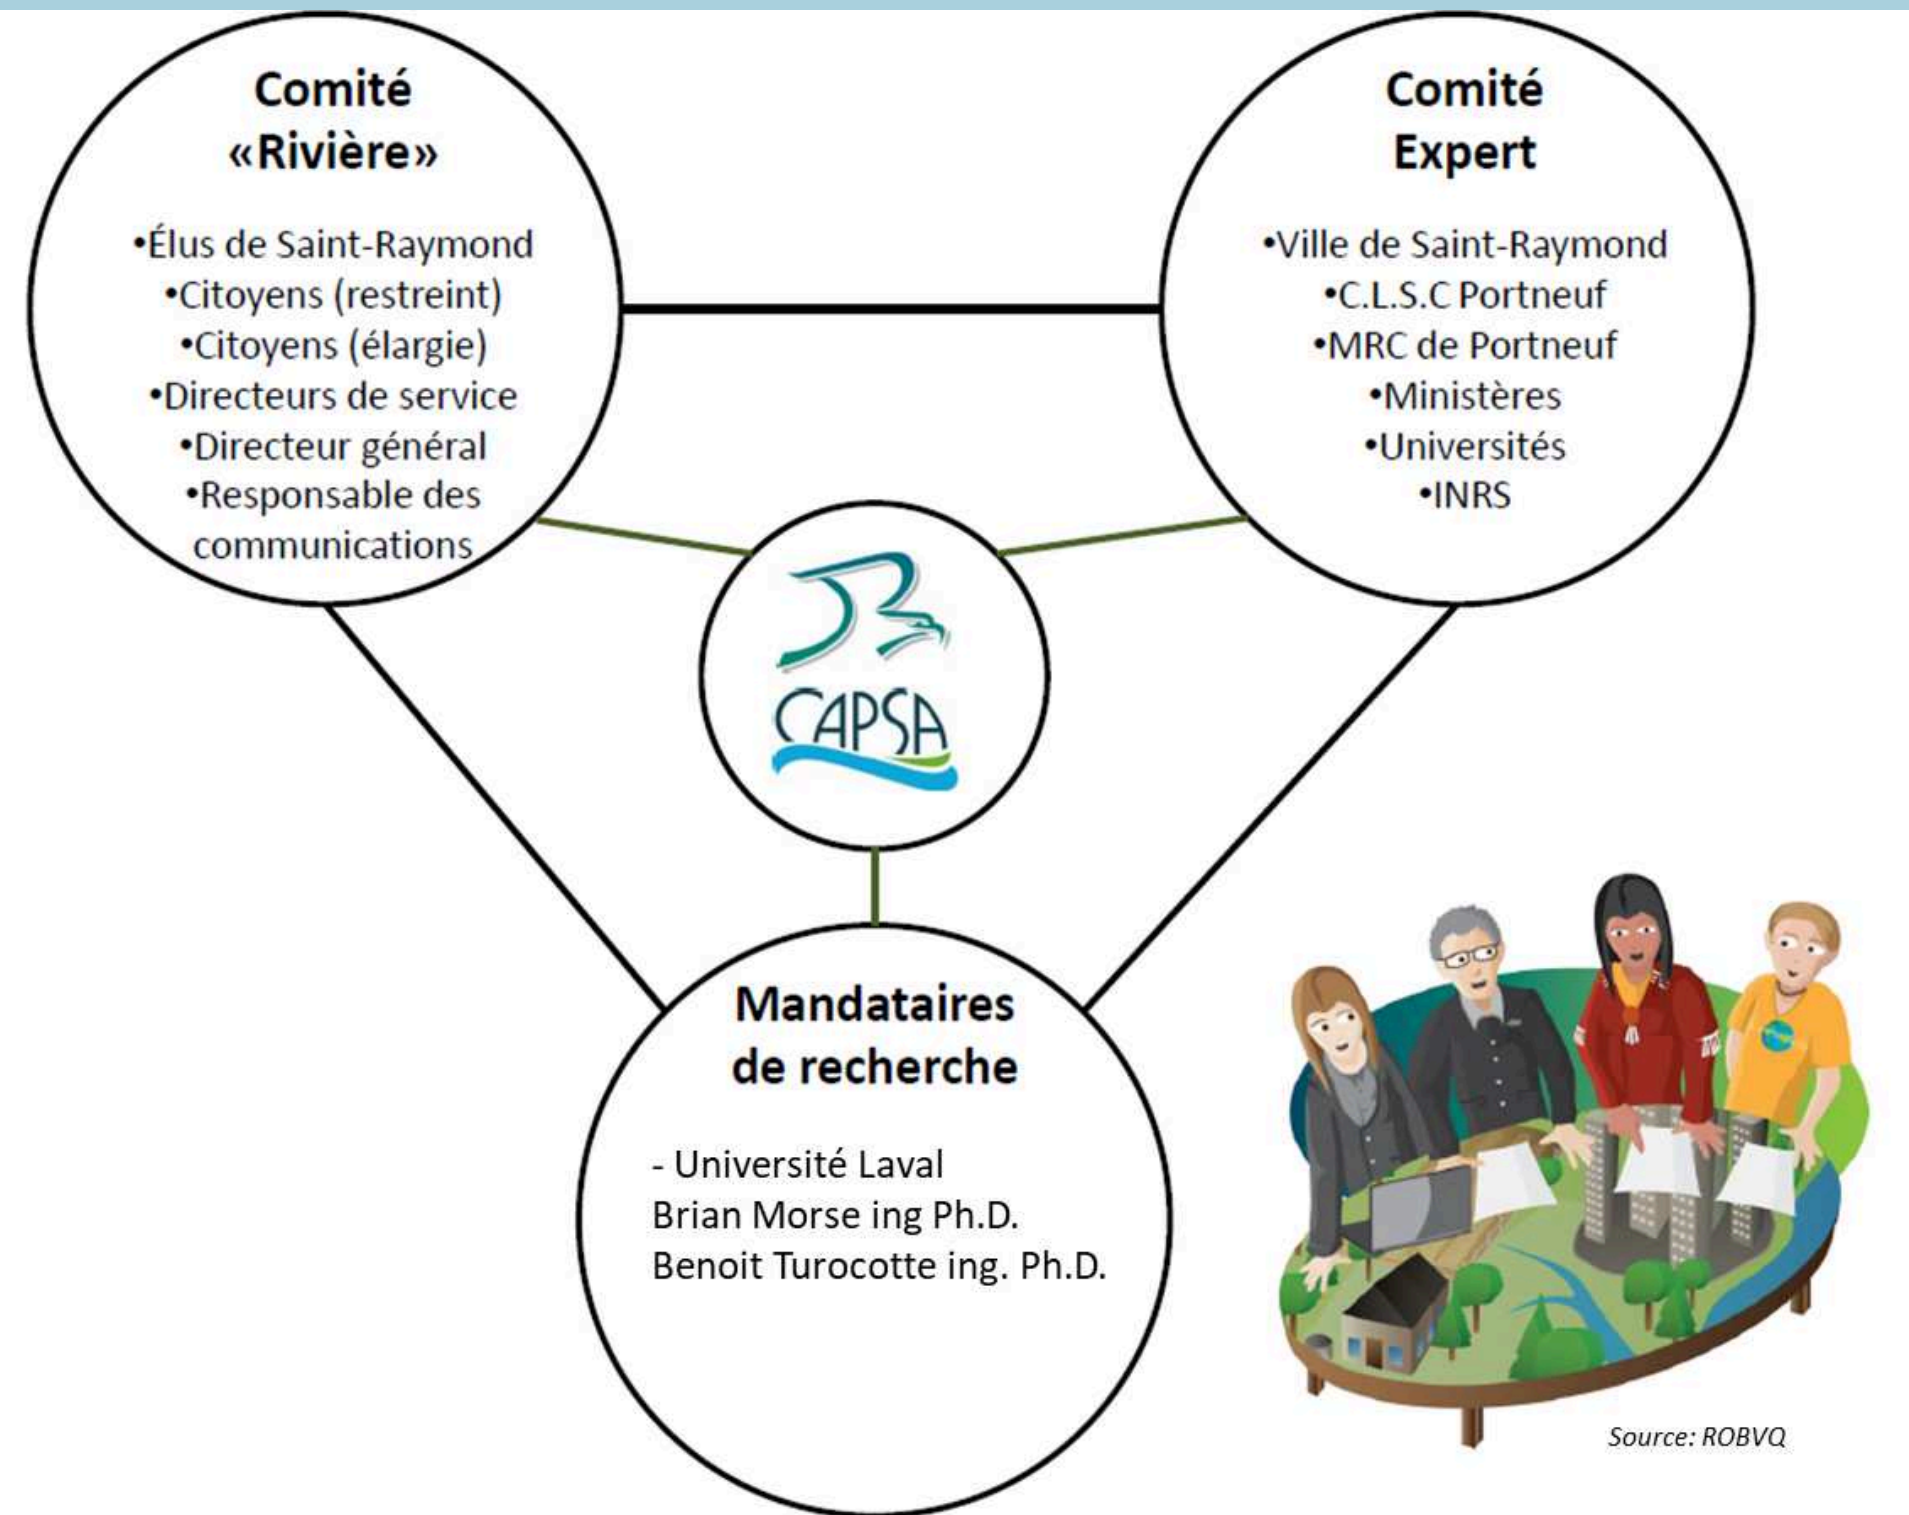 Comité
«Rivière»
•Élus de Saint-Raymond
•Citoyens (restreint)
•Citoyens (élargie)
•Directeurs de service
•Directeur général
•Responsable des
communications
Comité
Expert
•Ville de Saint-Raymond
•C.L.S.C Portneuf
•MRC de Portneuf
•Ministères
•Universités
•INRS
CAPSA
Mandataires
de recherche
- Université Laval
Brian Morse ing Ph.D.
Benoit Turocotte ing. Ph.D.
Source: ROBVQ